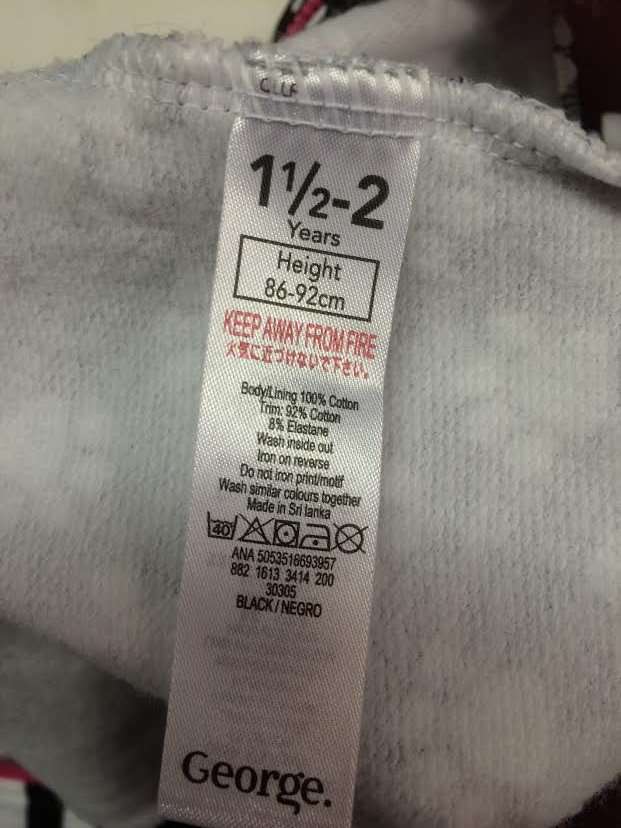 1½-2
Years
Height
86-92cm
KEEP AWAY FROM FIRE
火気に近づけないで下さい。
Body/Lining 100% Cotton
Trim: 92% Cotton
8% Elastane
Wash inside out
Iron on reverse
Do not iron print/motif
Wash similar colours together
Made in Sri lanka
40°
ANA 5053516693957
882 1613 3414 200
30305
BLACK / NEGRO
George.